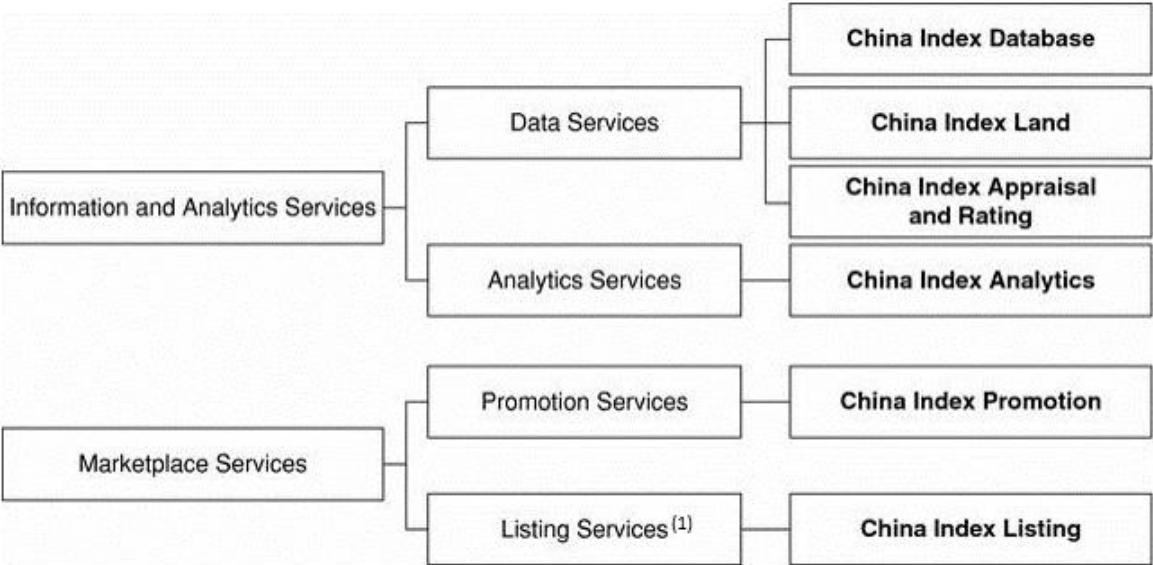 Information and Analytics Services
Data Services
China Index Database
China Index Land
China Index Appraisal
and Rating
Analytics Services
China Index Analytics
Marketplace Services
Promotion Services
China Index Promotion
Listing Services(1)
China Index Listing